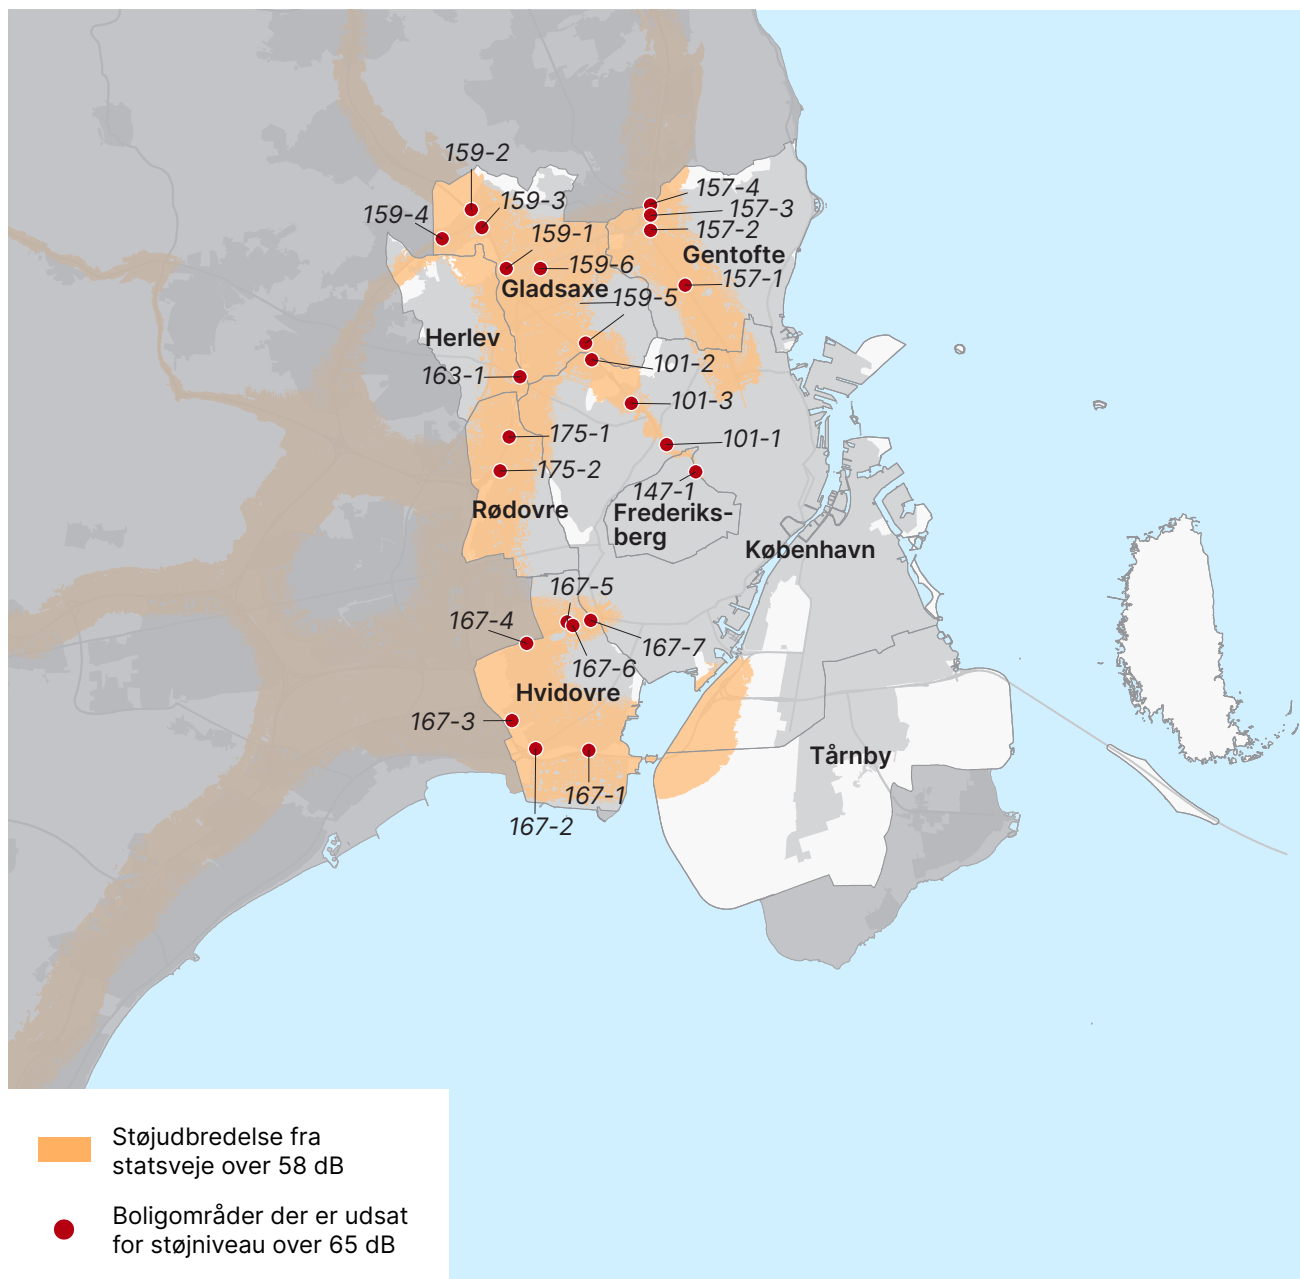 159-2
159-3
159-4
159-1
159-6
Gladsaxe
159-5
157-4
157-3
157-2
Gentofte
157-1
Herlev
163-1
101-2
101-3
101-1
175-1
175-2
147-1
Rødovre
Frederiks-
berg
København
167-5
167-4
167-7
167-6
Hvidovre
167-3
Tårnby
167-1
167-2
Støjudbredelse fra
statsveje over 58 dB
Boligområder der er udsat
for støjniveau over 65 dB